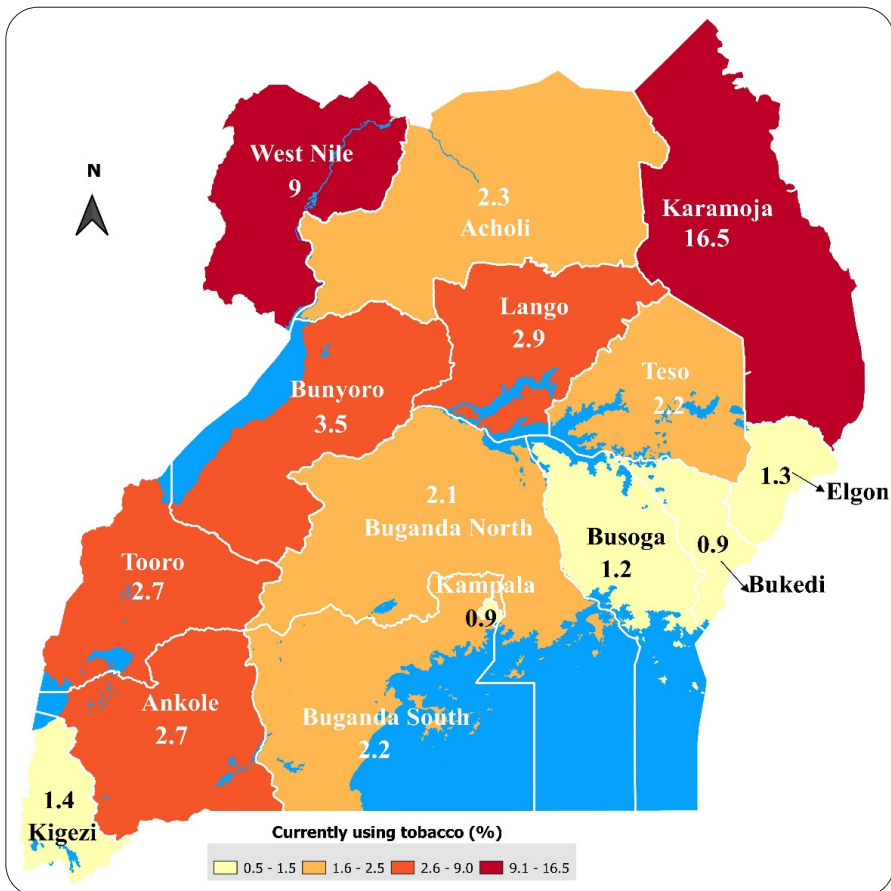 N
West Nile
9
2.3
Acholi
Karamoja
16.5
Lango
2.9
Bunyoro
3.5
Teso
2.2
1.3
Elgon
2.1
Buganda North
Busoga
1.2
0.9
Bukedi
Tooro
2.7
Kampala
0.9
Ankole
2.7
Buganda South
2.2
1.4
Kigezi
Currently using tobacco (%)
0.5 - 1.5 1.6 - 2.5 2.6 - 9.0 9.1 - 16.5